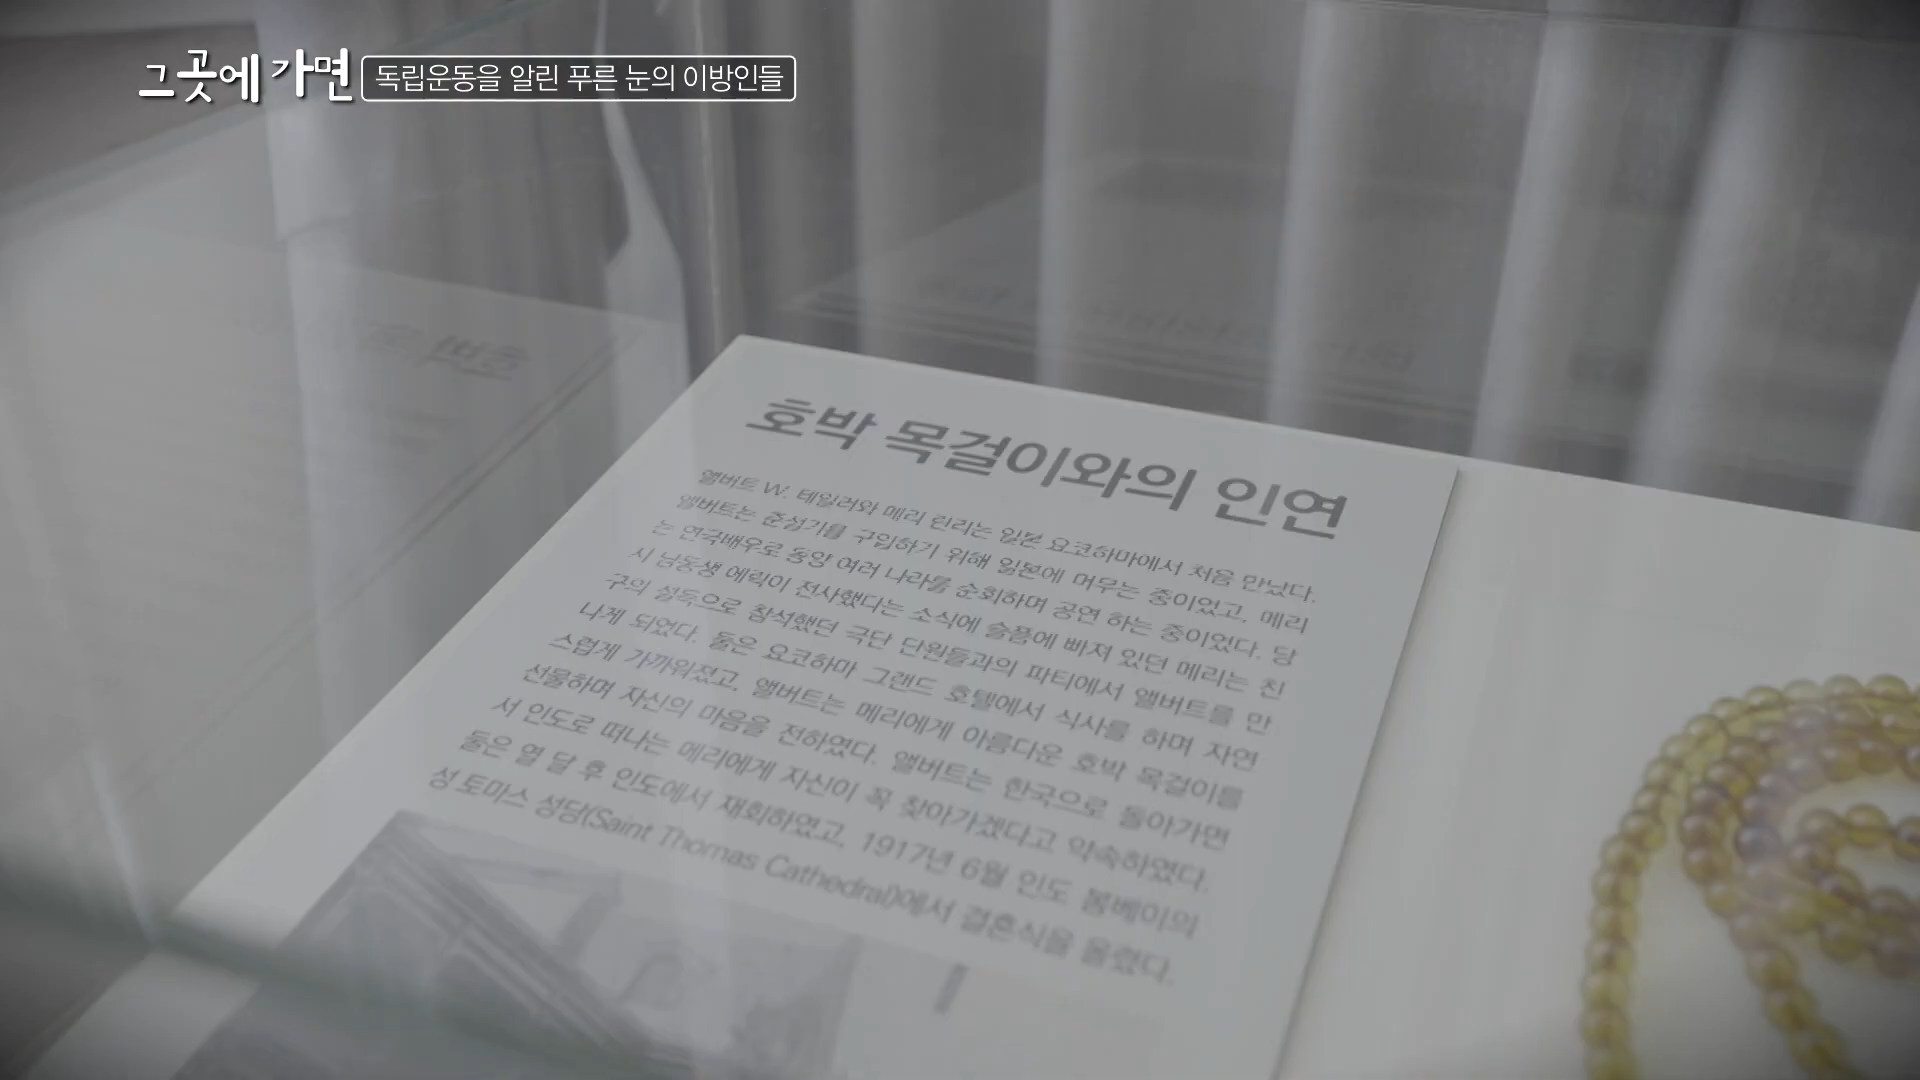 그곳에 가면 독립운동을 알린 푸른 눈의 이방인들
호박 목걸이와의 인연
앨버트 W. 테일러와 메리 린리는 일본 요코하마에서 처음 만났다.
앨버트는 준설기를 구입하기 위해 일본에 머무는 중이었고, 메리
는 연극배우로 동양 여러 나라를 순회하며 공연 하는 중이었다. 당
시 남동생 에릭이 전사했다는 소식에 슬픔에 빠져 있던 메리는 친
구의 설득으로 참석했던 극단 단원들과의 파티에서 앨버트를 만
나게 되었다. 둘은 요코하마 그랜드 호텔에서 식사를 하며 자연
스럽게 가까워졌고, 앨버트는 메리에게 아름다운 호박 목걸이를
선물하며 자신의 마음을 전하였다. 앨버트는 한국으로 돌아가면
서 인도로 떠나는 메리에게 자신이 꼭 찾아가겠다고 약속하였다.
둘은 열 달 후 인도에서 재회하였고, 1917년 6월 인도 봄베이의
성 토마스 성당(Saint Thomas Cathedral)에서 결혼식을 올렸다.